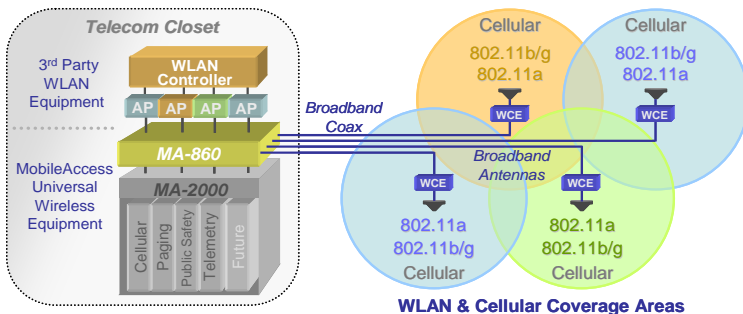 Telecom Closet
3rd Party
WLAN
Equipment
WLAN
Controller
AP
AP
AP
AP
MA-860
MobileAccess
Universal
Wireless
Equipment
MA-2000
Cellular
Paging
Public Safety
Telemetry
Future
Broadband
Coax
Cellular
802.11b/g
802.11a
WCE
Cellular
802.11b/g
802.11a
WCE
Broadband
Antennas
WCE
802.11a
802.11b/g
Cellular
WCE
802.11a
802.11b/g
Cellular
WLAN & Cellular Coverage Areas